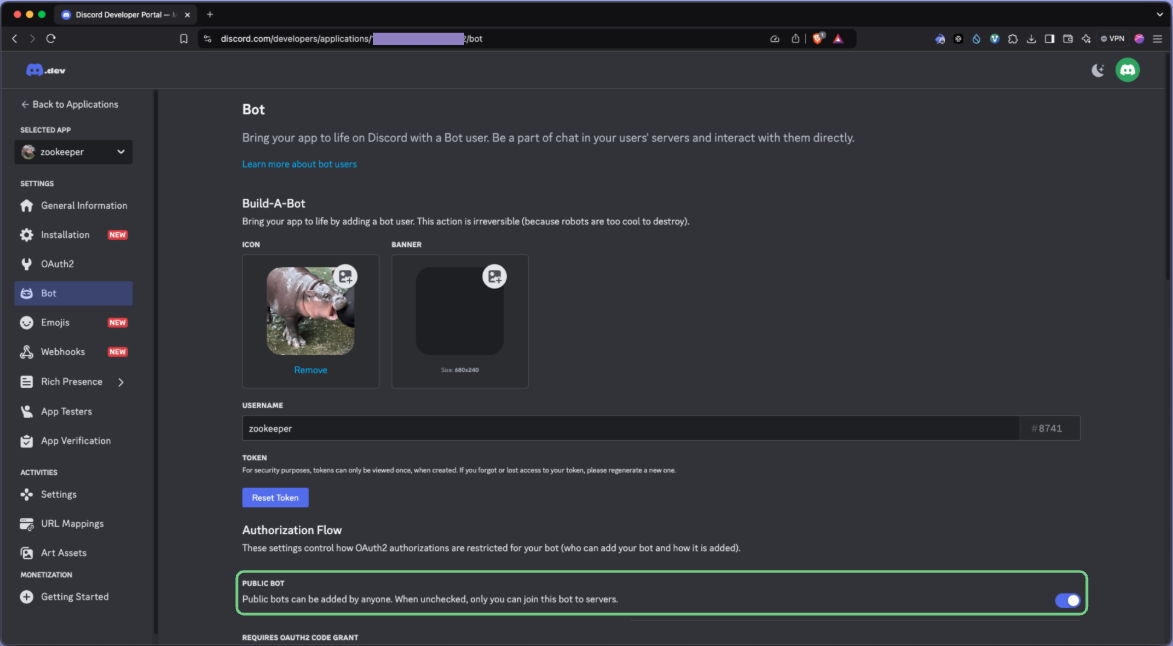 Discord Developer Portal — M
discord.com/developers/applications/ /bot
VPN
.dev
Back to Applications
SELECTED APP
zookeeper
SETTINGS
General Information
Installation NEW
OAuth2
Bot
Emojis NEW
Webhooks NEW
Rich Presence
App Testers
App Verification
ACTIVITIES
Settings
URL Mappings
Art Assets
MONETIZATION
Getting Started
Bot
Bring your app to life on Discord with a Bot user. Be a part of chat in your users' servers and interact with them directly.
Learn more about bot users
Build-A-Bot
Bring your app to life by adding a bot user. This action is irreversible (because robots are too cool to destroy).
ICON BANNER
Remove
Size: 680x240
USERNAME
zookeeper #8741
TOKEN
For security purposes, tokens can only be viewed once, when created. If you forgot or lost access to your token, please regenerate a new one.
Reset Token
Authorization Flow
These settings control how OAuth2 authorizations are restricted for your bot (who can add your bot and how it is added).
PUBLIC BOT
Public bots can be added by anyone. When unchecked, only you can join this bot to servers.
REQUIRES OAUTH2 CODE GRANT